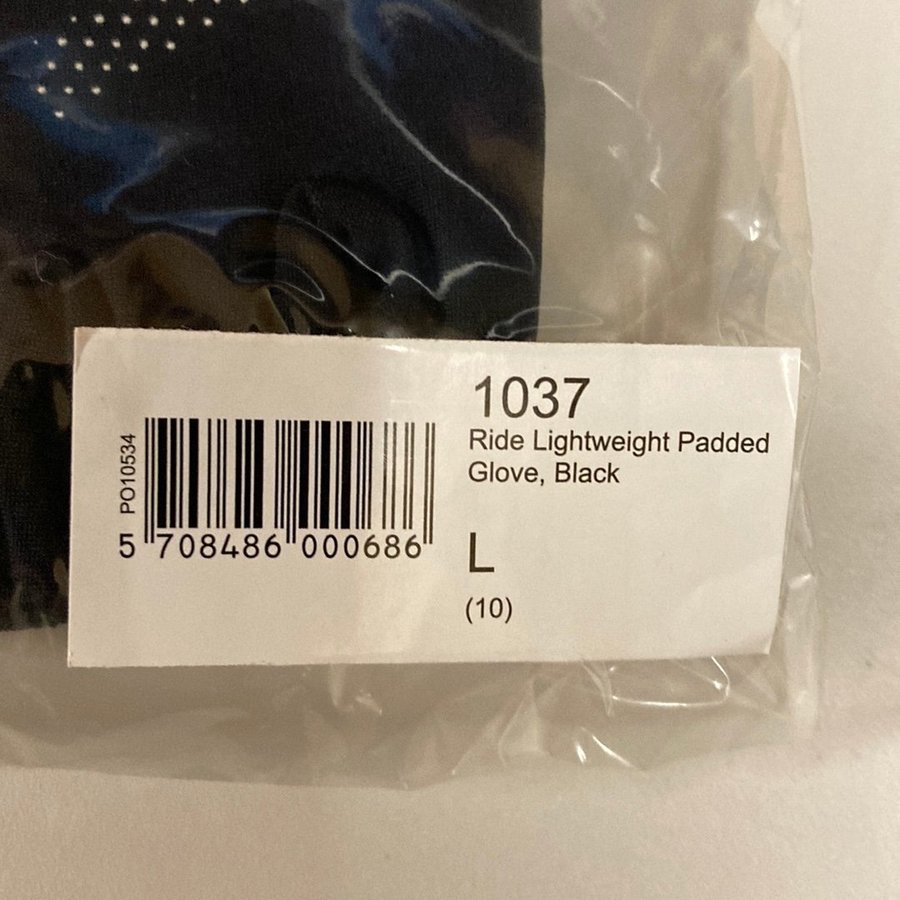 PO10534
5 708486 000686
1037
Ride Lightweight Padded
Glove, Black
L
(10)